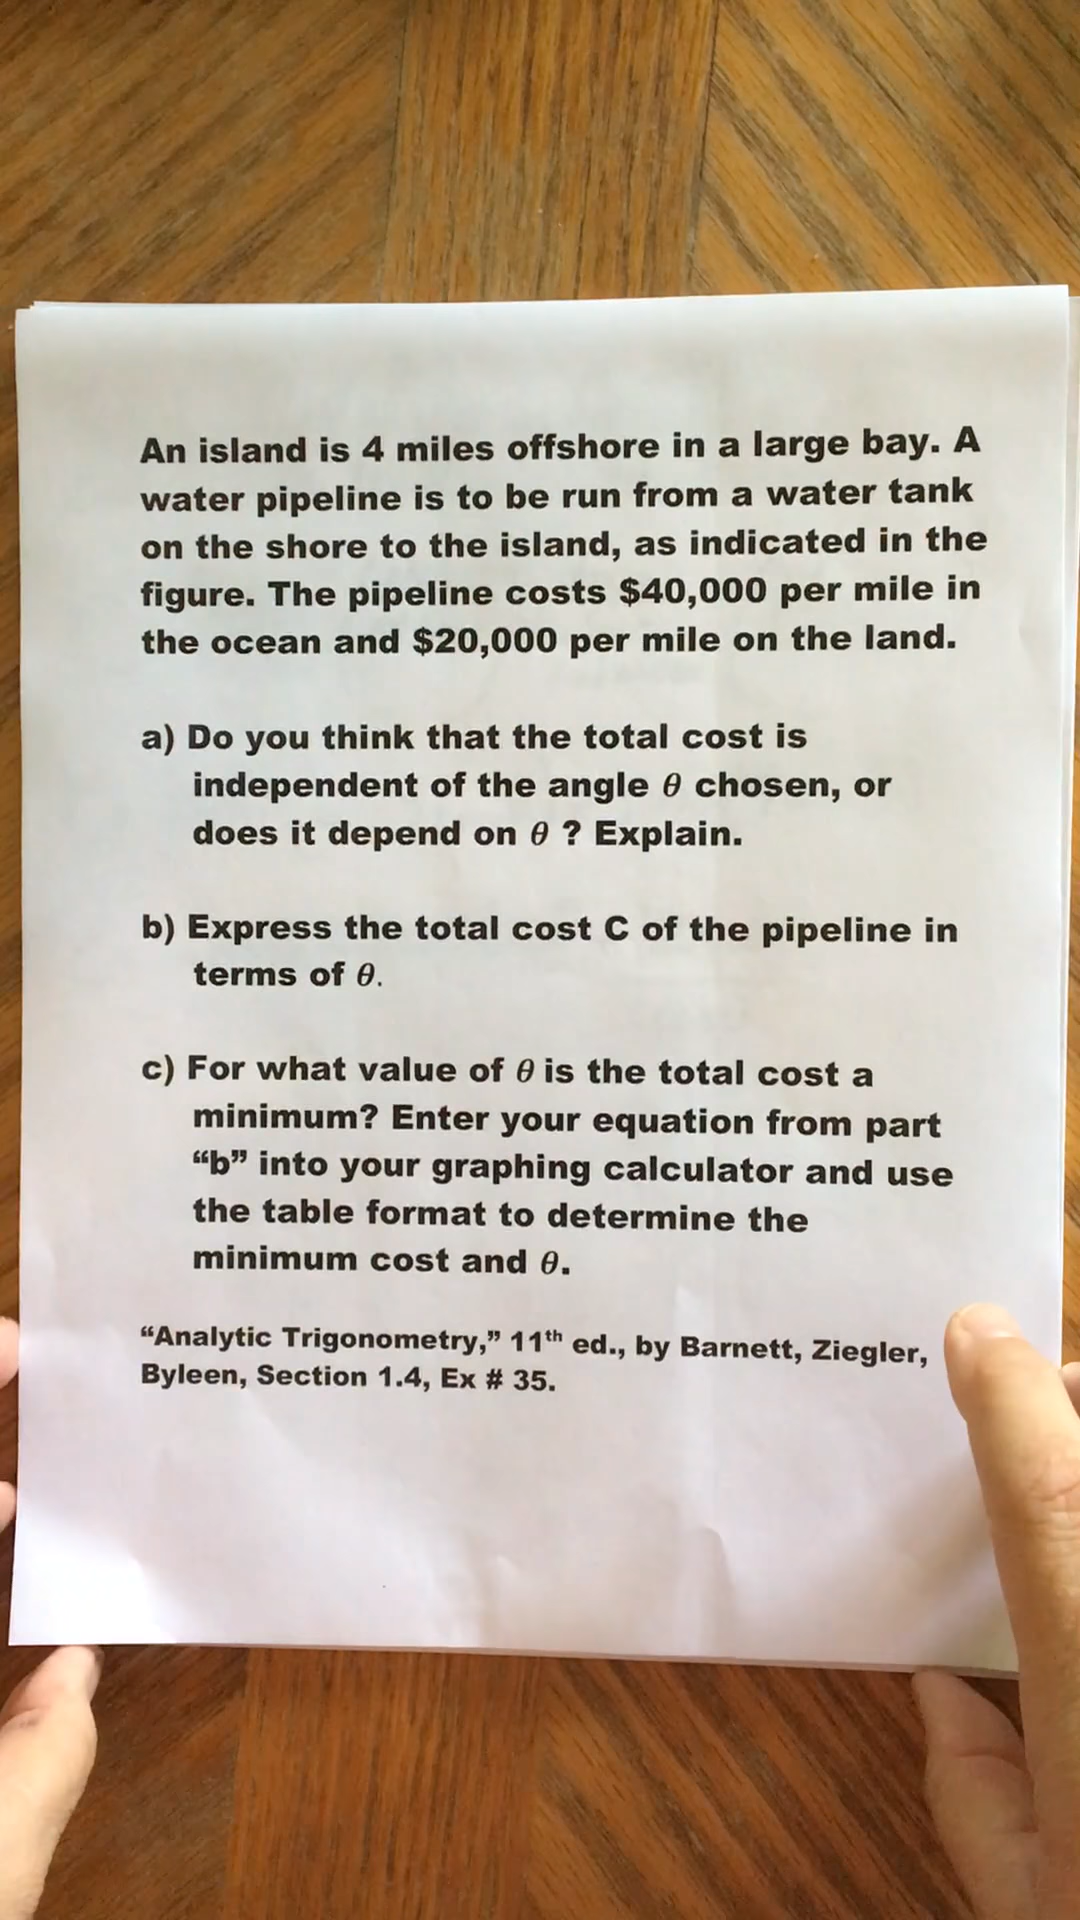 An island is 4 miles offshore in a large bay. A
water pipeline is to be run from a water tank
on the shore to the island, as indicated in the
figure. The pipeline costs $40,000 per mile in
the ocean and $20,000 per mile on the land.
a) Do you think that the total cost is
independent of the angle θ chosen, or
does it depend on θ ? Explain.
b) Express the total cost C of the pipeline in
terms of θ.
c) For what value of θ is the total cost a
minimum? Enter your equation from part
“b” into your graphing calculator and use
the table format to determine the
minimum cost and θ.
“Analytic Trigonometry,” 11th ed., by Barnett, Ziegler,
Byleen, Section 1.4, Ex # 35.